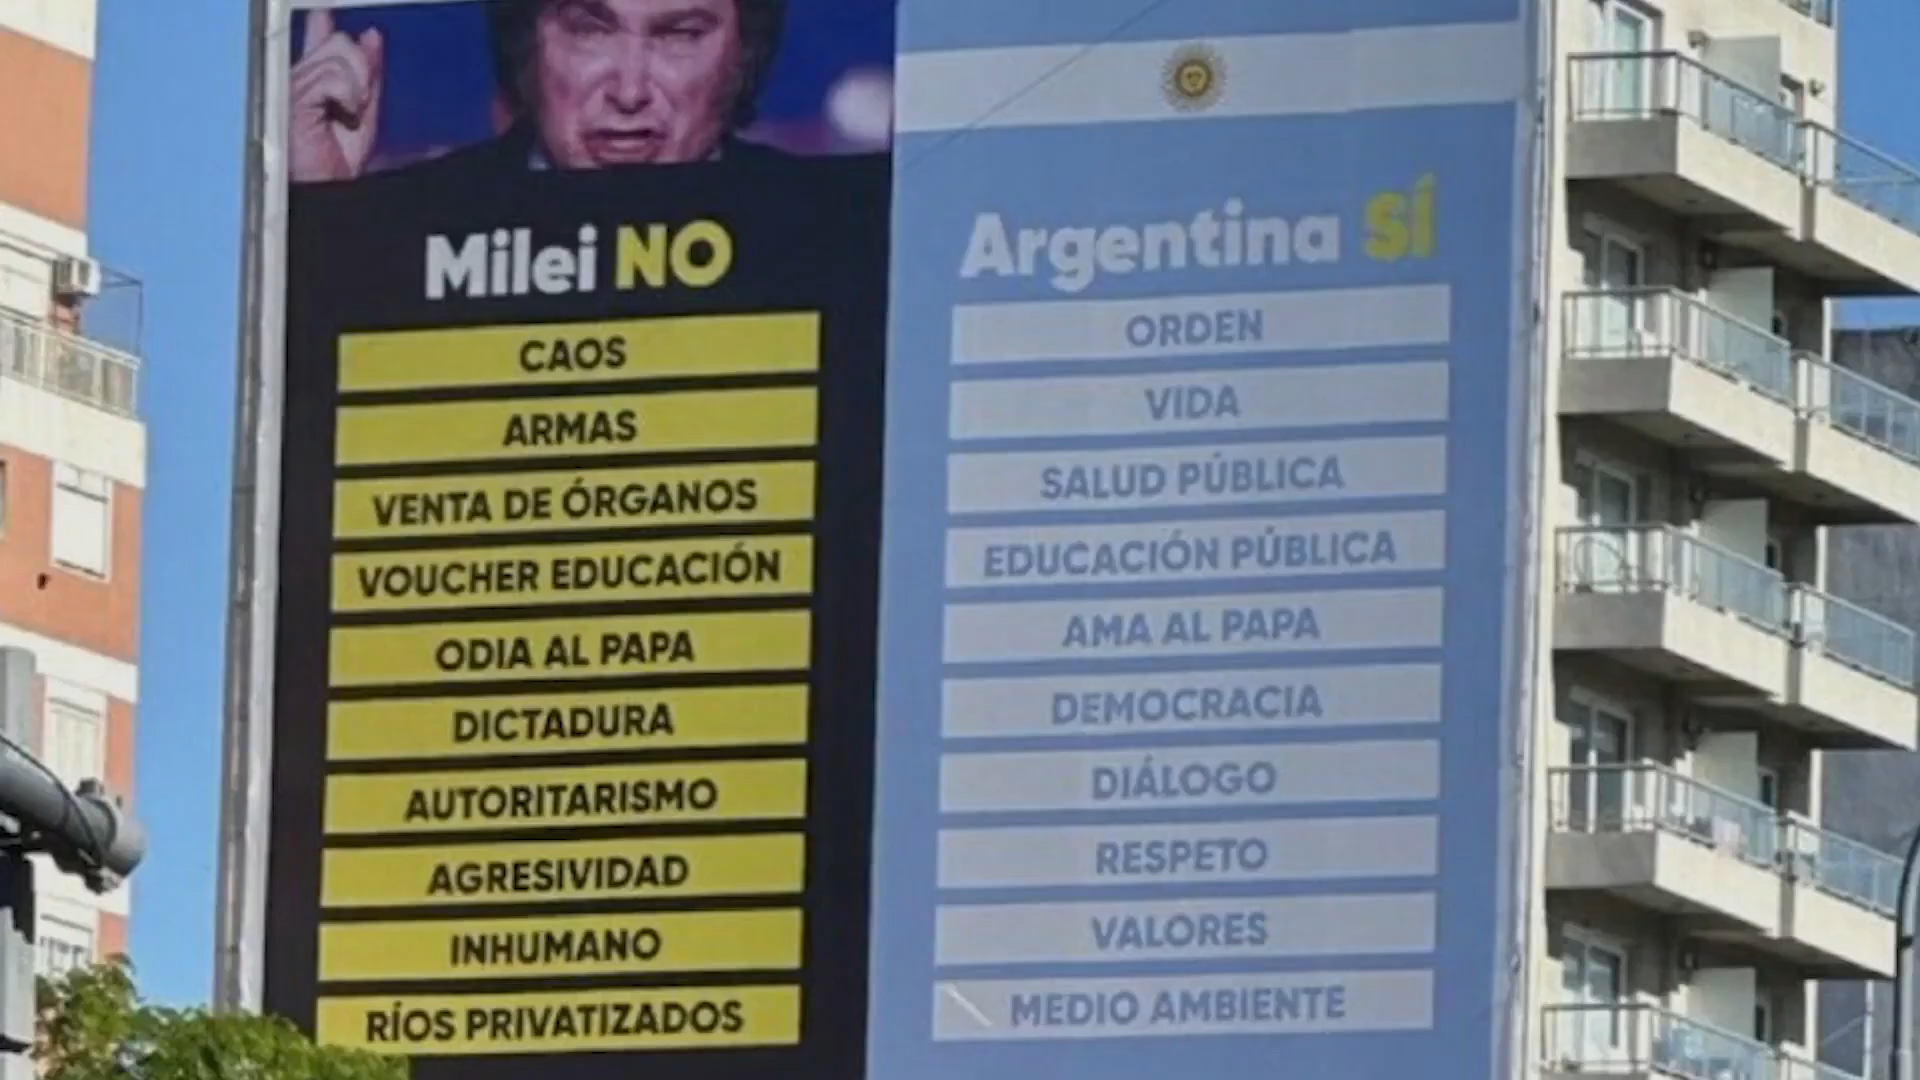 Milei NO
CAOS
ARMAS
VENTA DE ÓRGANOS
VOUCHER EDUCACIÓN
ODIA AL PAPA
DICTADURA
AUTORITARISMO
AGRESIVIDAD
INHUMANO
RÍOS PRIVATIZADOS
Argentina SÍ
ORDEN
VIDA
SALUD PÚBLICA
EDUCACIÓN PÚBLICA
AMA AL PAPA
DEMOCRACIA
DIÁLOGO
RESPETO
VALORES
MEDIO AMBIENTE